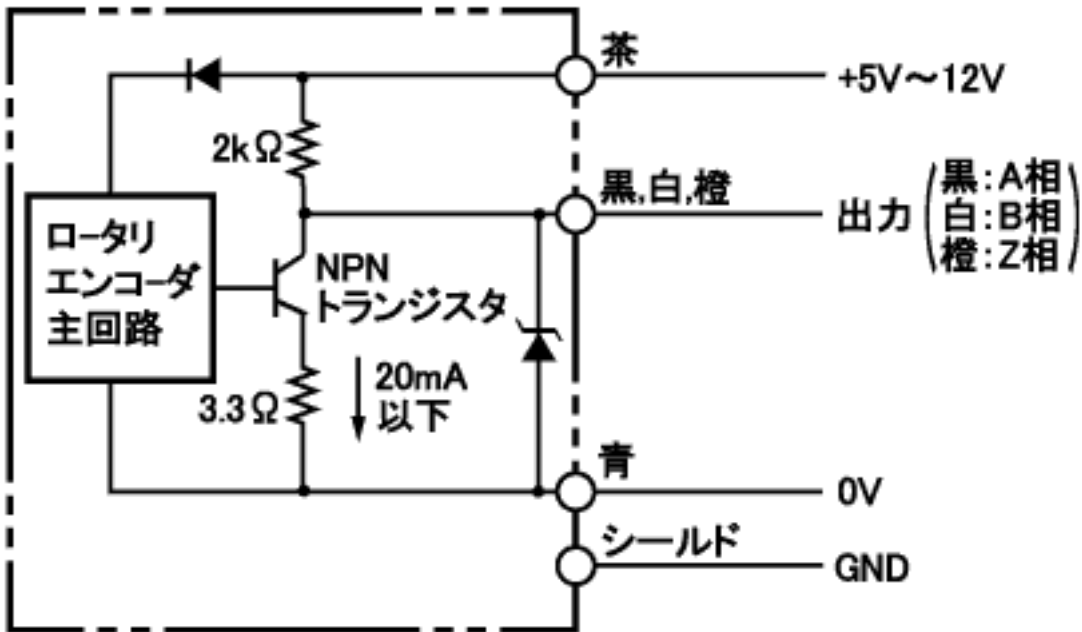 茶
+5V～12V
2kΩ
黒,白,橙
出力
黒:A相
白:B相
橙:Z相
ロータリ
エンコーダ
主回路
NPN
トランジスタ
20mA
以下
3.3Ω
青
0V
シールド
GND